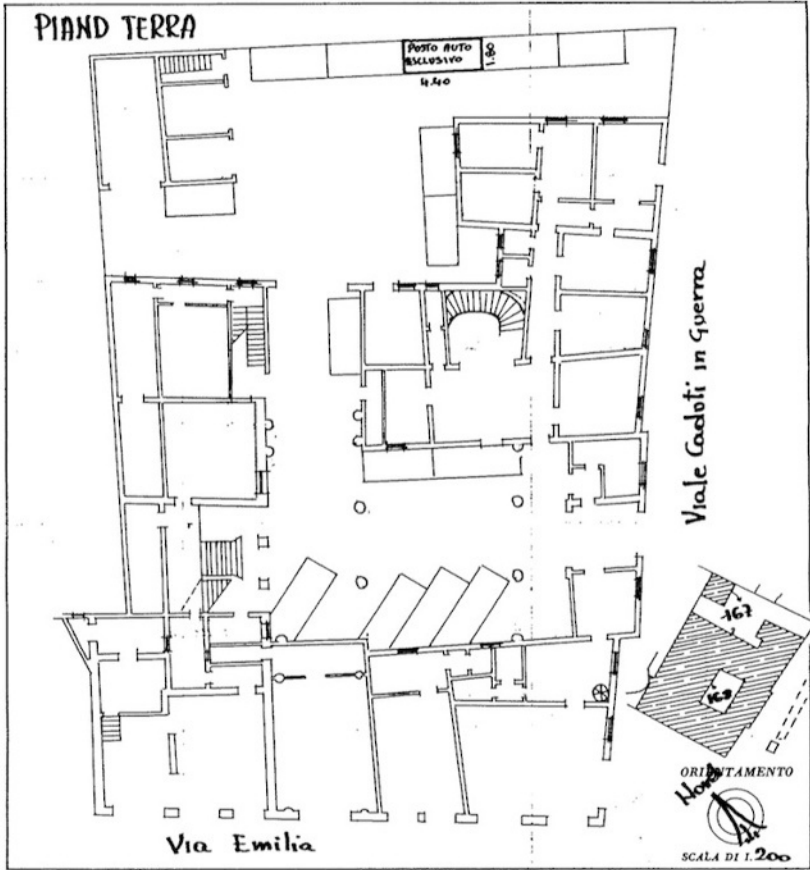 PIANO TERRA
POSTO AUTO
ESCLUSIVO
1.80
4.40
Viale Caduti in Guerra
167
168
ORIENTAMENTO
Nord
Via Emilia
SCALA DI 1.200